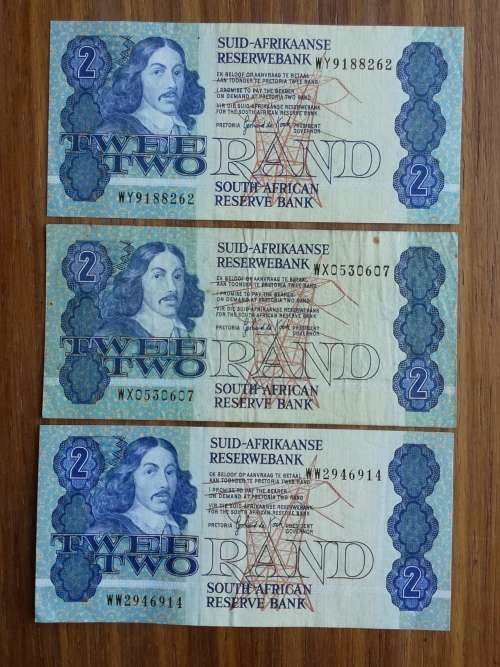 2
SUID-AFRIKAANSE
RESERWEBANK
WY9188262
EK BELOOF OP AANVRAAG TE BETAAL
AAN TOONDER TE PRETORIA TWEE RAND
I PROMISE TO PAY THE BEARER
ON DEMAND AT PRETORIA TWO RAND
VIR DIE SUID-AFRIKAANSE RESERWEBANK
FOR THE SOUTH AFRICAN RESERVE BANK
PRETORIA PRESIDENT
GOVERNOR
TWEE
TWO RAND
2
WY9188262
SOUTH AFRICAN
RESERVE BANK
2
SUID-AFRIKAANSE
RESERWEBANK
WX0530607
EK BELOOF OP AANVRAAG TE BETAAL
AAN TOONDER TE PRETORIA TWEE RAND
I PROMISE TO PAY THE BEARER
ON DEMAND AT PRETORIA TWO RAND
VIR DIE SUID-AFRIKAANSE RESERWEBANK
FOR THE SOUTH AFRICAN RESERVE BANK
PRETORIA PRESIDENT
GOVERNOR
TWEE
TWO RAND
2
WX0530607
SOUTH AFRICAN
RESERVE BANK
2
SUID-AFRIKAANSE
RESERWEBANK
WW2946914
EK BELOOF OP AANVRAAG TE BETAAL
AAN TOONDER TE PRETORIA TWEE RAND
I PROMISE TO PAY THE BEARER
ON DEMAND AT PRETORIA TWO RAND
VIR DIE SUID-AFRIKAANSE RESERWEBANK
FOR THE SOUTH AFRICAN RESERVE BANK
PRETORIA PRESIDENT
GOVERNOR
TWEE
TWO RAND
2
WW2946914
SOUTH AFRICAN
RESERVE BANK